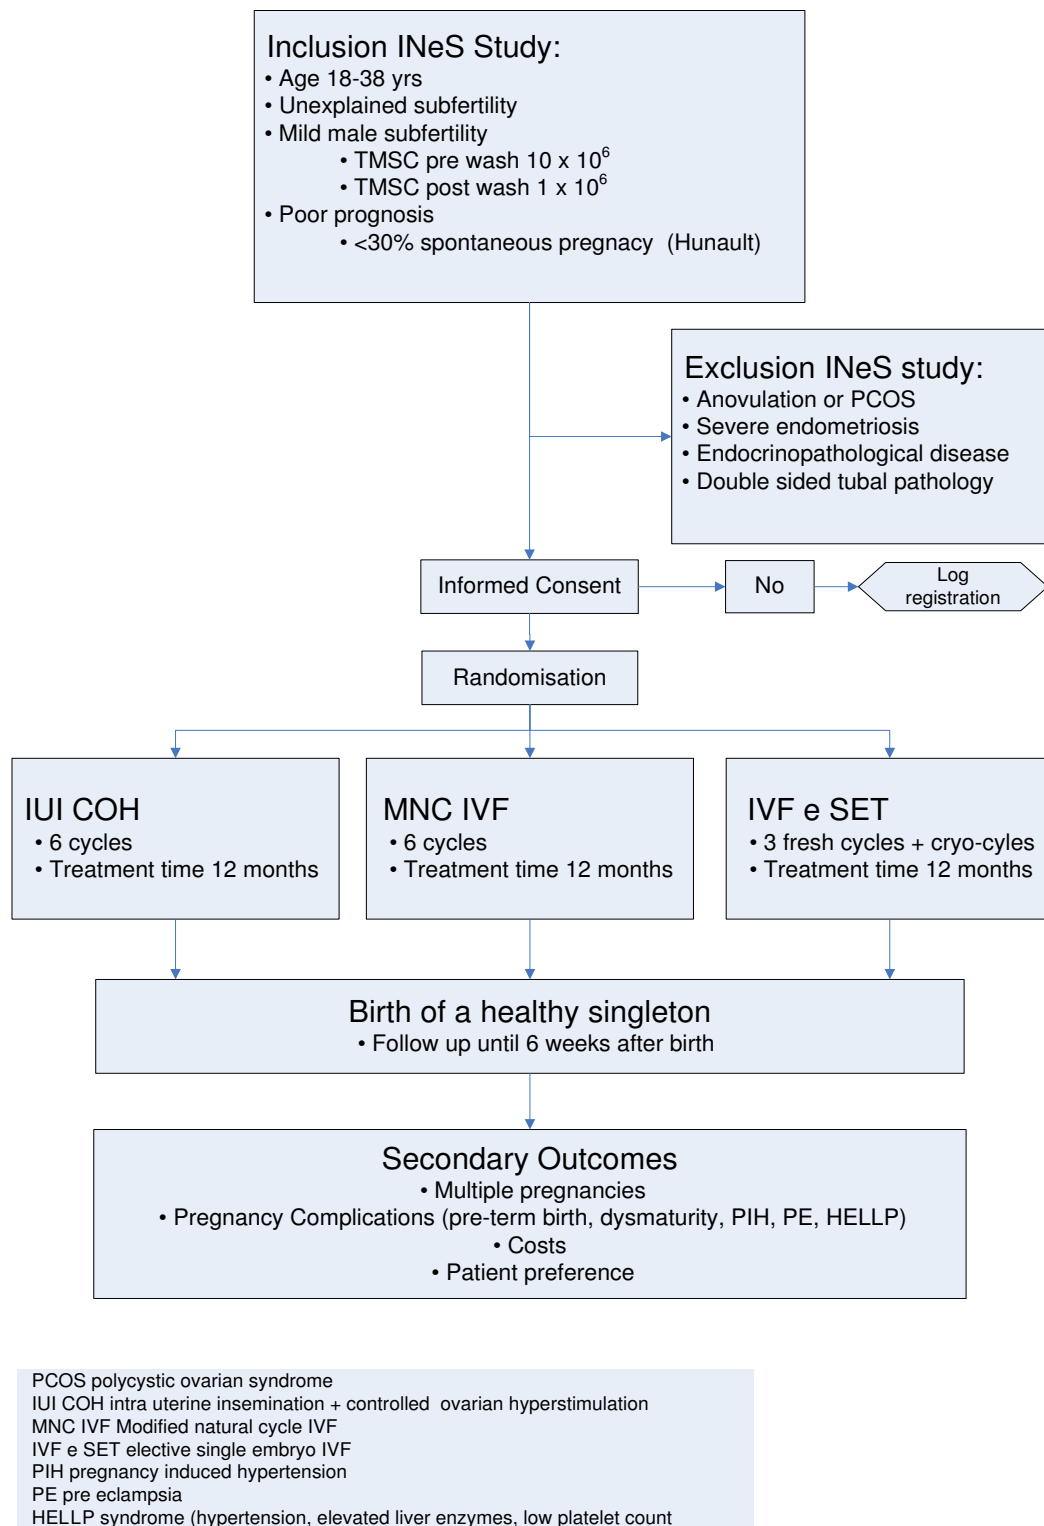 Inclusion INeS Study:
• Age 18-38 yrs
• Unexplained subfertility
• Mild male subfertility
• TMSC pre wash 10 x 10⁶
• TMSC post wash 1 x 10⁶
• Poor prognosis
• <30% spontaneous pregnacy (Hunault)
Exclusion INeS study:
• Anovulation or PCOS
• Severe endometriosis
• Endocrinopathological disease
• Double sided tubal pathology
Informed Consent
No
Log
registration
Randomisation
IUI COH
• 6 cycles
• Treatment time 12 months
MNC IVF
• 6 cycles
• Treatment time 12 months
IVF e SET
• 3 fresh cycles + cryo-cyles
• Treatment time 12 months
Birth of a healthy singleton
• Follow up until 6 weeks after birth
Secondary Outcomes
• Multiple pregnancies
• Pregnancy Complications (pre-term birth, dysmaturity, PIH, PE, HELLP)
• Costs
• Patient preference
PCOS polycystic ovarian syndrome
IUI COH intra uterine insemination + controlled ovarian hyperstimulation
MNC IVF Modified natural cycle IVF
IVF e SET elective single embryo IVF
PIH pregnancy induced hypertension
PE pre eclampsia
HELLP syndrome (hypertension, elevated liver enzymes, low platelet count